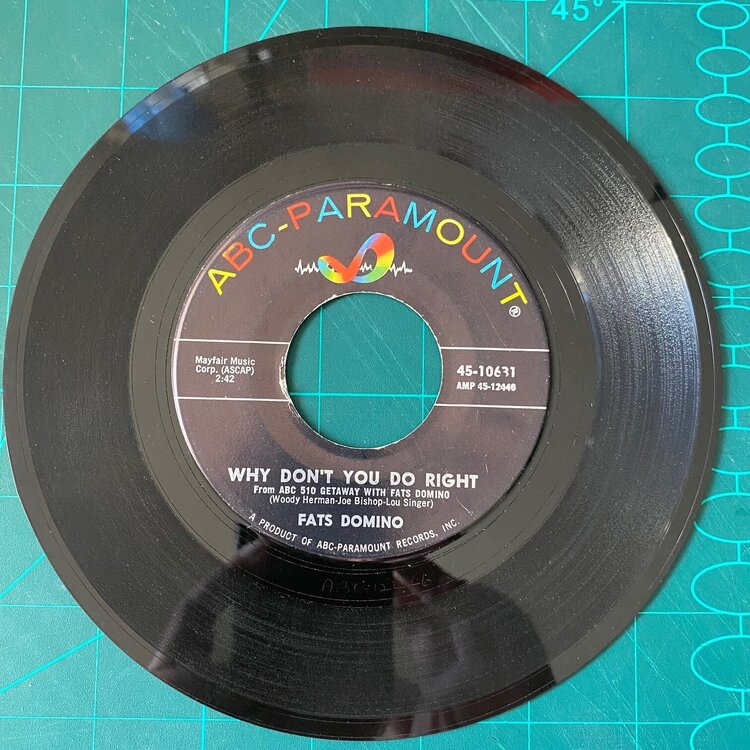 45°
ABC-PARAMOUNT®
Mayfair Music
Corp. (ASCAP)
2:42
45-10631
AMP 45-12446
WHY DON'T YOU DO RIGHT
From ABC 510 GETAWAY WITH FATS DOMINO
(Woody Herman-Joe Bishop-Lou Singer)
FATS DOMINO
A PRODUCT OF ABC-PARAMOUNT RECORDS, INC.